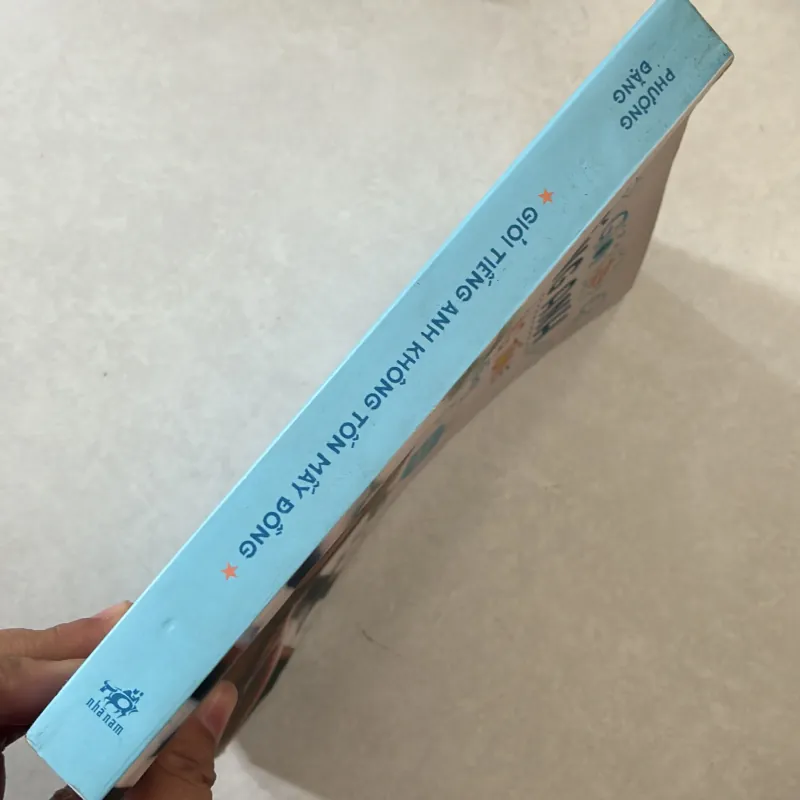 PHƯƠNG
ĐẶNG
GIỎI TIẾNG ANH KHÔNG TỐN MẤY ĐỒNG
nhã nam